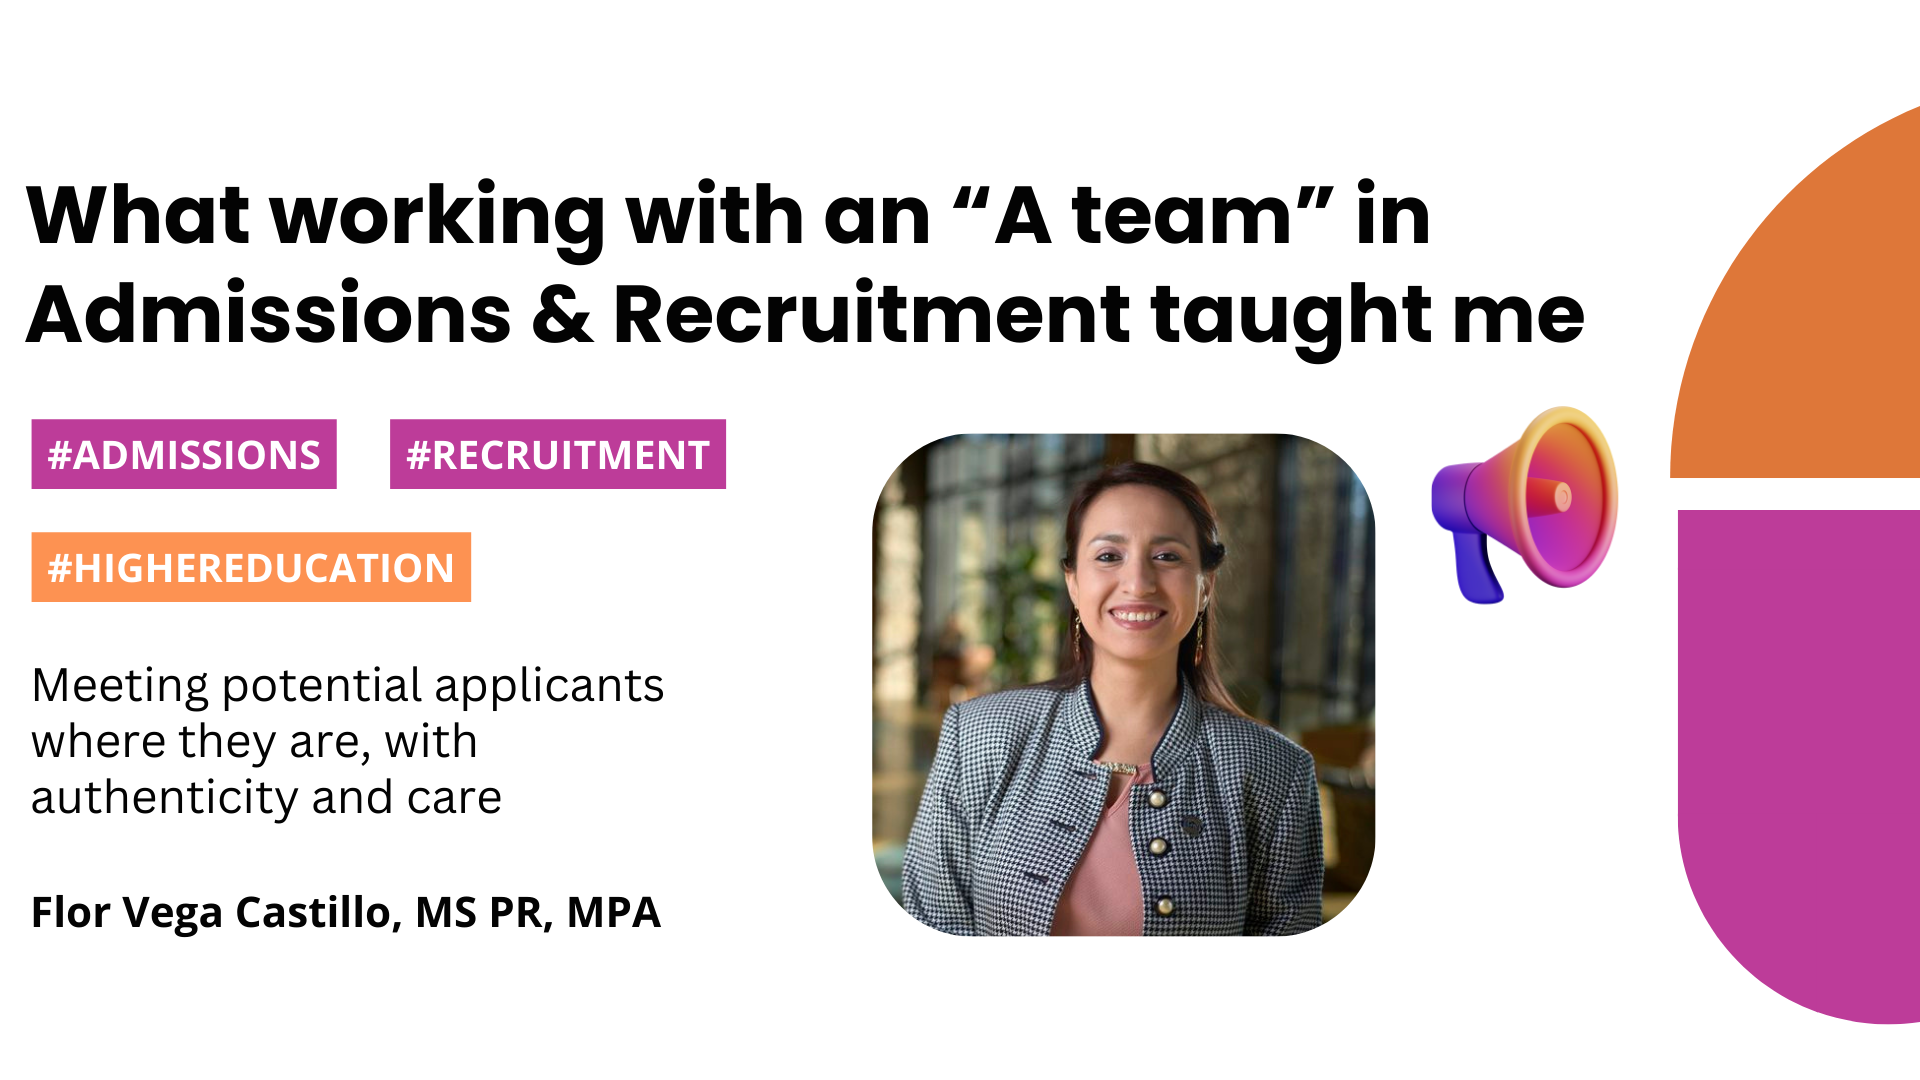 What working with an “A team” in
Admissions & Recruitment taught me
#ADMISSIONS
#RECRUITMENT
#HIGHEREDUCATION
Meeting potential applicants
where they are, with
authenticity and care
Flor Vega Castillo, MS PR, MPA